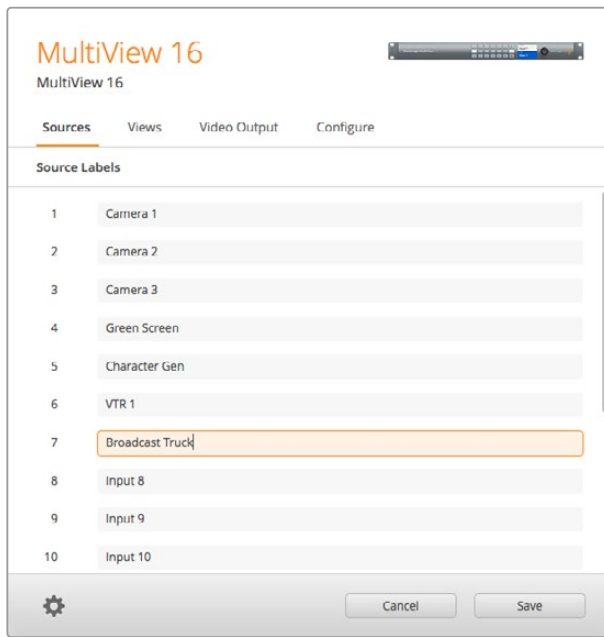 MultiView 16
MultiView 16
Sources Views Video Output Configure
Source Labels
1 Camera 1
2 Camera 2
3 Camera 3
4 Green Screen
5 Character Gen
6 VTR 1
7 Broadcast Truck
8 Input 8
9 Input 9
10 Input 10
Cancel Save